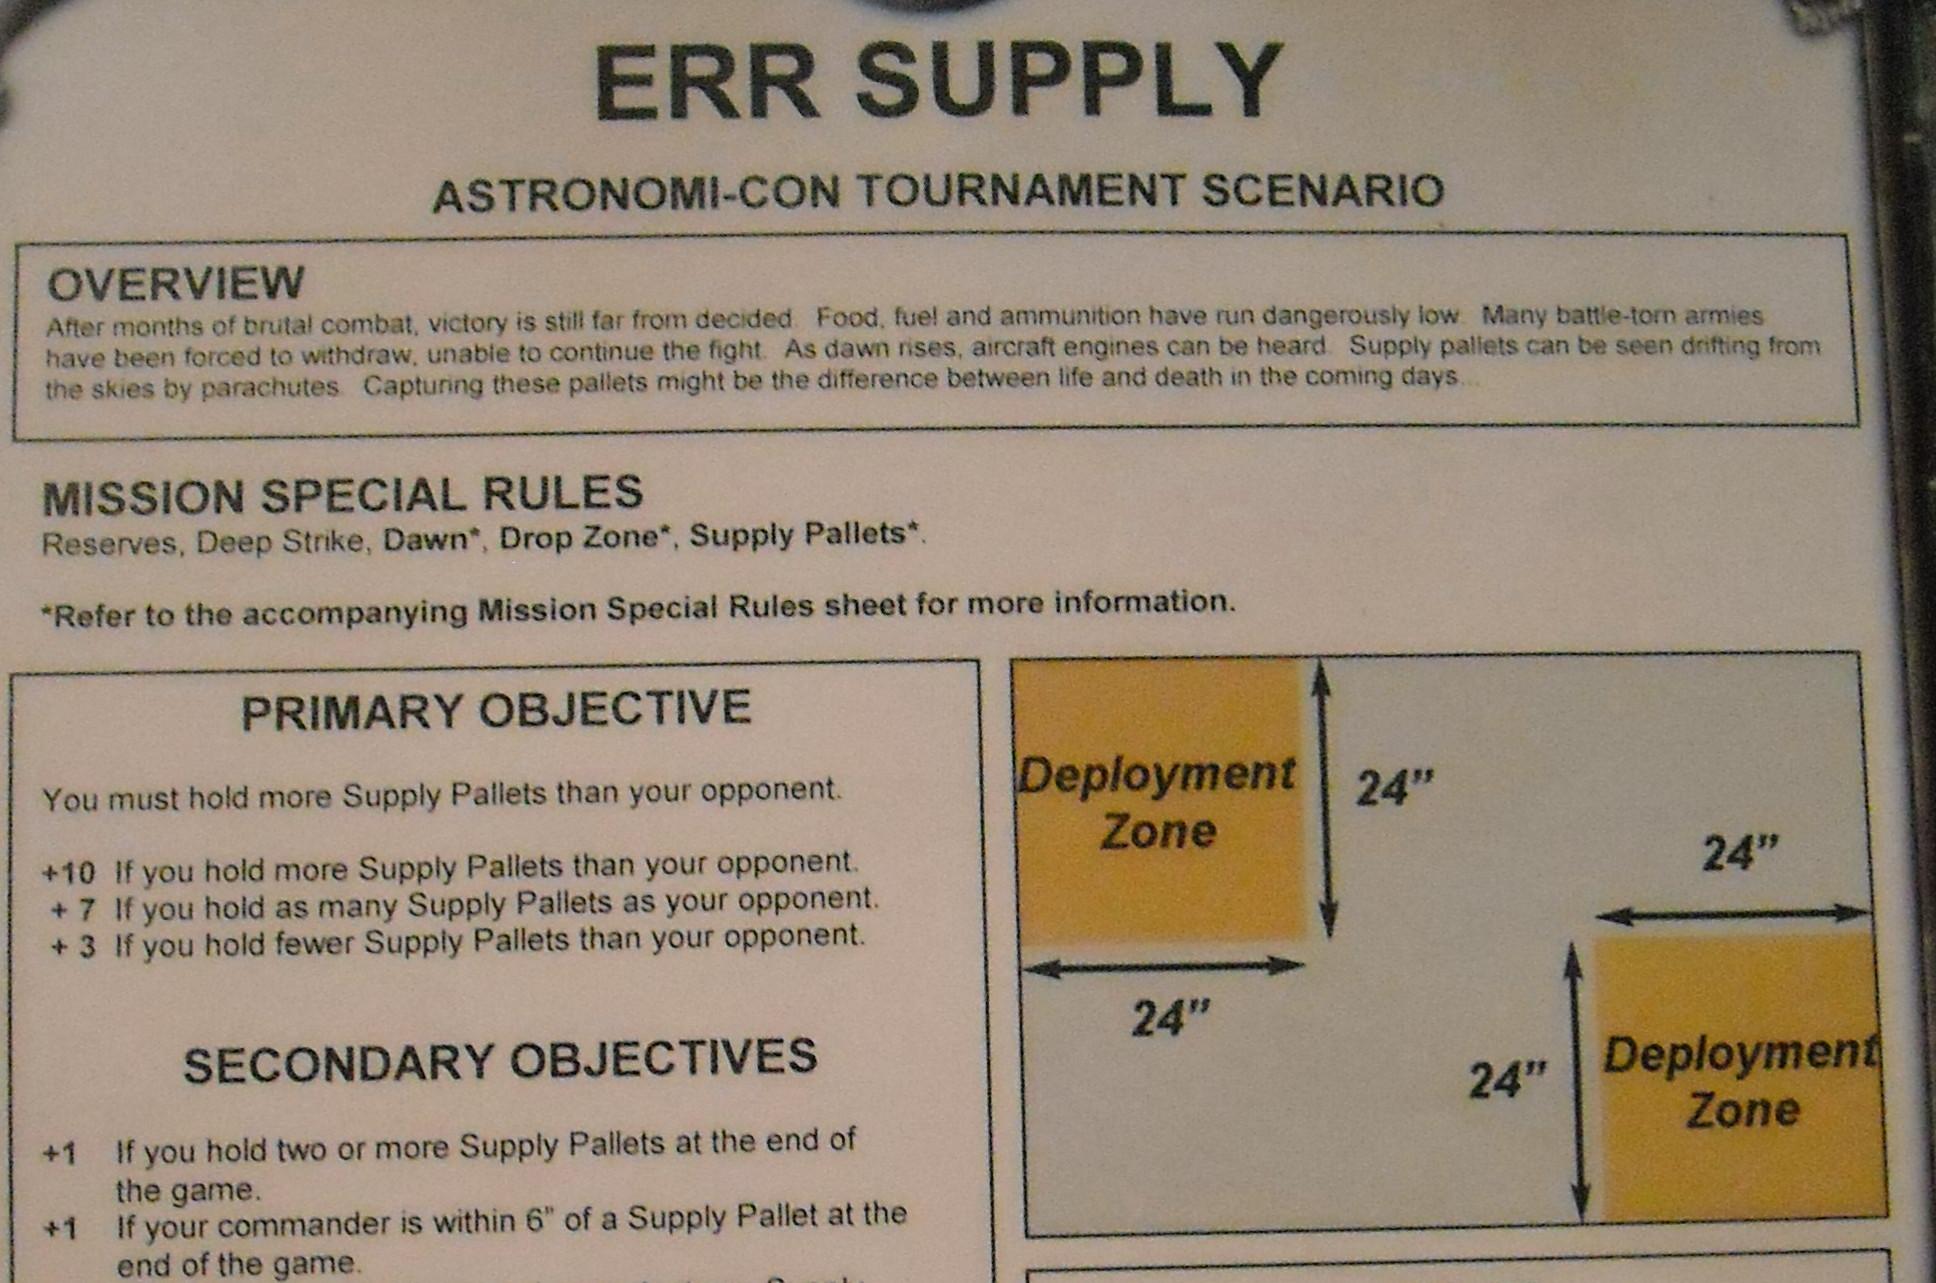 ERR SUPPLY
ASTRONOMI-CON TOURNAMENT SCENARIO
OVERVIEW
After months of brutal combat, victory is still far from decided. Food, fuel and ammunition have run dangerously low. Many battle-torn armies
have been forced to withdraw, unable to continue the fight. As dawn rises, aircraft engines can be heard. Supply pallets can be seen drifting from
the skies by parachutes. Capturing these pallets might be the difference between life and death in the coming days...
MISSION SPECIAL RULES
Reserves, Deep Strike, Dawn*, Drop Zone*, Supply Pallets*.
*Refer to the accompanying Mission Special Rules sheet for more information.
PRIMARY OBJECTIVE
You must hold more Supply Pallets than your opponent.
+10 If you hold more Supply Pallets than your opponent.
+ 7 If you hold as many Supply Pallets as your opponent.
+ 3 If you hold fewer Supply Pallets than your opponent.
SECONDARY OBJECTIVES
+1 If you hold two or more Supply Pallets at the end of
the game.
+1 If your commander is within 6" of a Supply Pallet at the
end of the game.
Deployment
Zone
24”
24”
24”
24”
Deployment
Zone